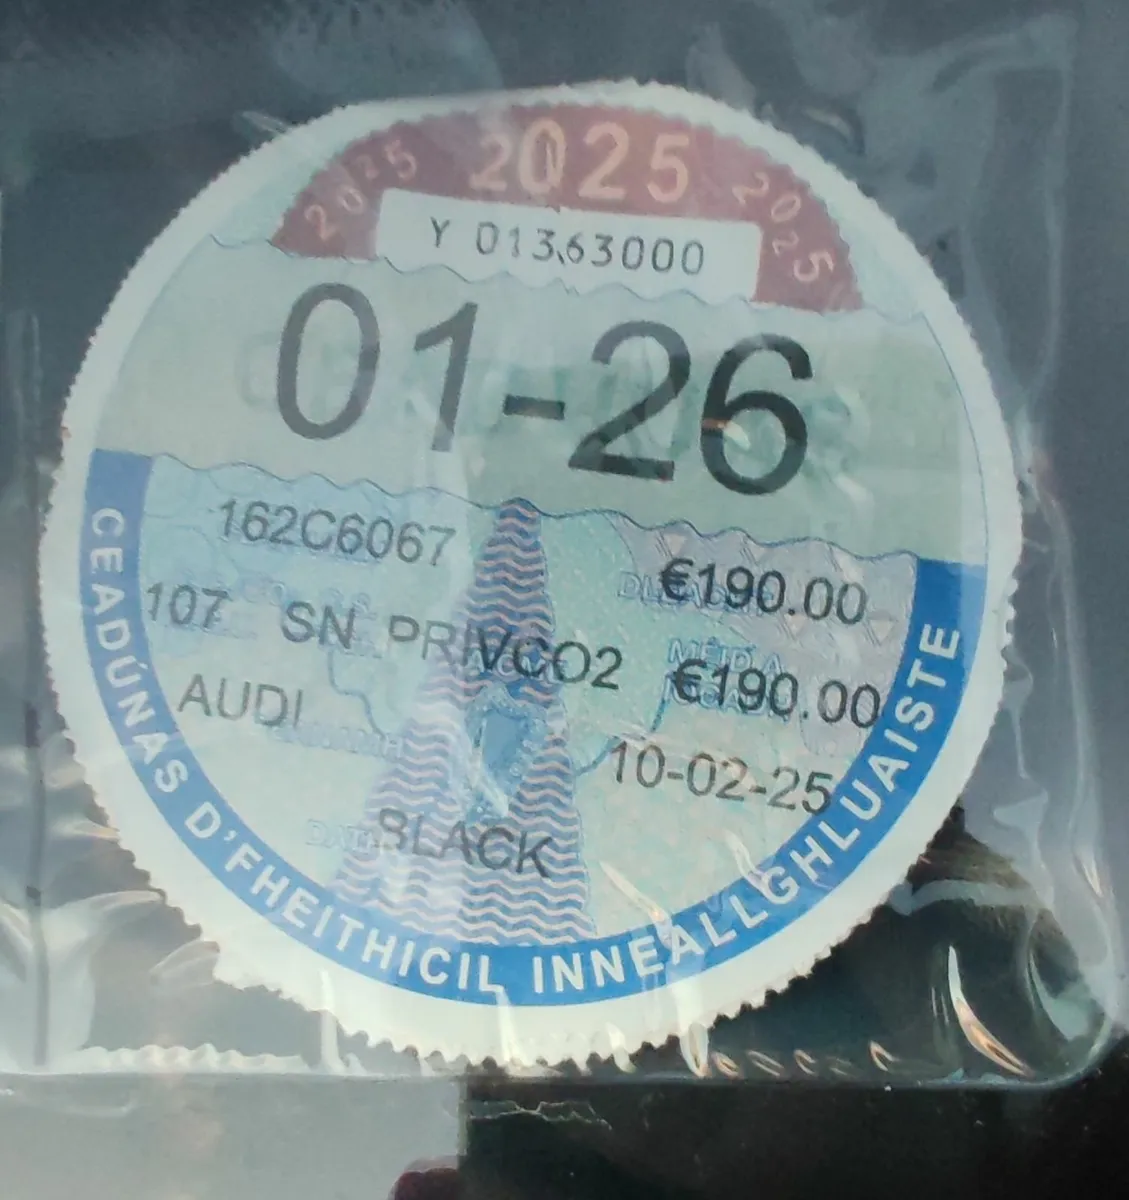 2025 2025 2025
Y 01363000
01-26
162C6067
€190.00
107 SN PRIVCO2
€190.00
AUDI
10-02-25
BLACK
CEADÚNAS D'FHEITHICIL INNEALLGHLUAISTE